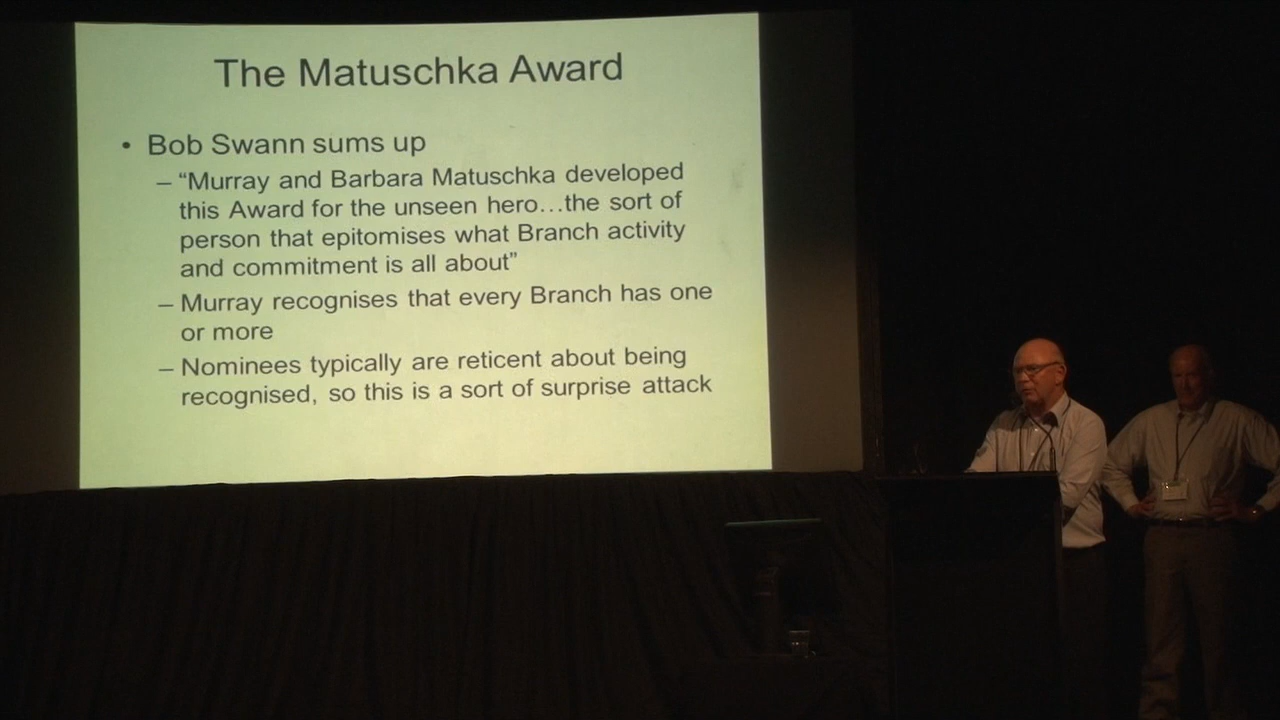 The Matuschka Award
• Bob Swann sums up
– “Murray and Barbara Matuschka developed
this Award for the unseen hero…the sort of
person that epitomises what Branch activity
and commitment is all about”
– Murray recognises that every Branch has one
or more
– Nominees typically are reticent about being
recognised, so this is a sort of surprise attack